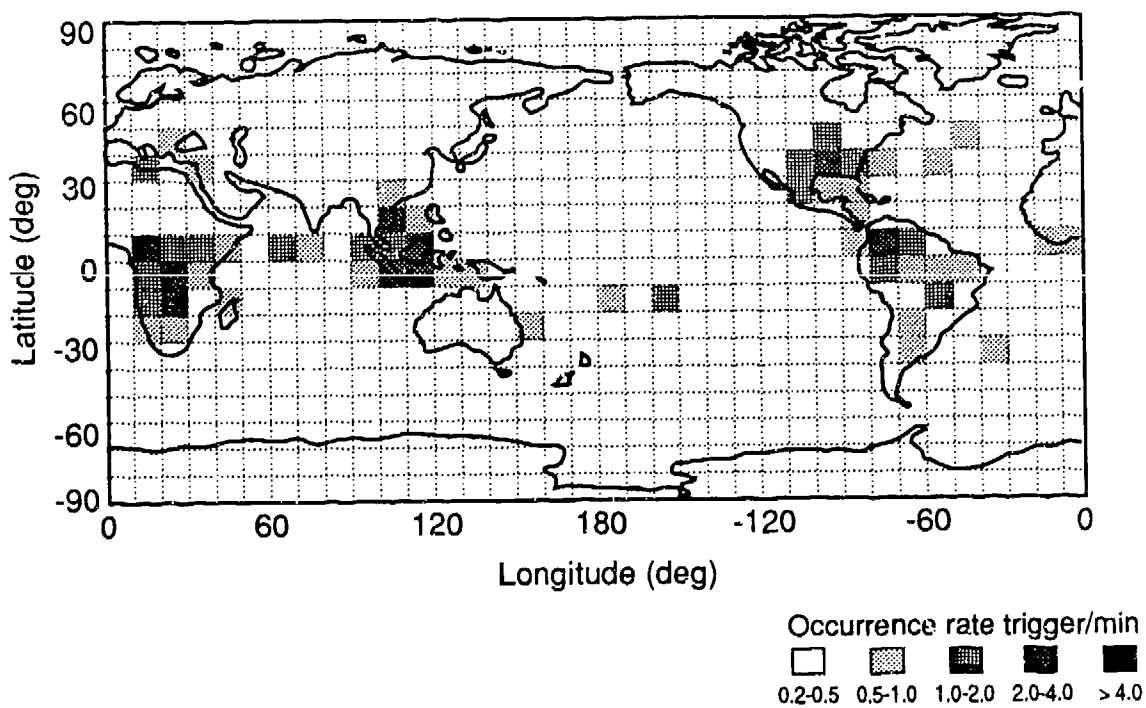 90
60
30
0
-30
-60
-90
Latitude (deg)
0 60 120 180 -120 -60 0
Longitude (deg)
Occurrence rate trigger/min
0.2-0.5 0.5-1.0 1.0-2.0 2.0-4.0 > 4.0